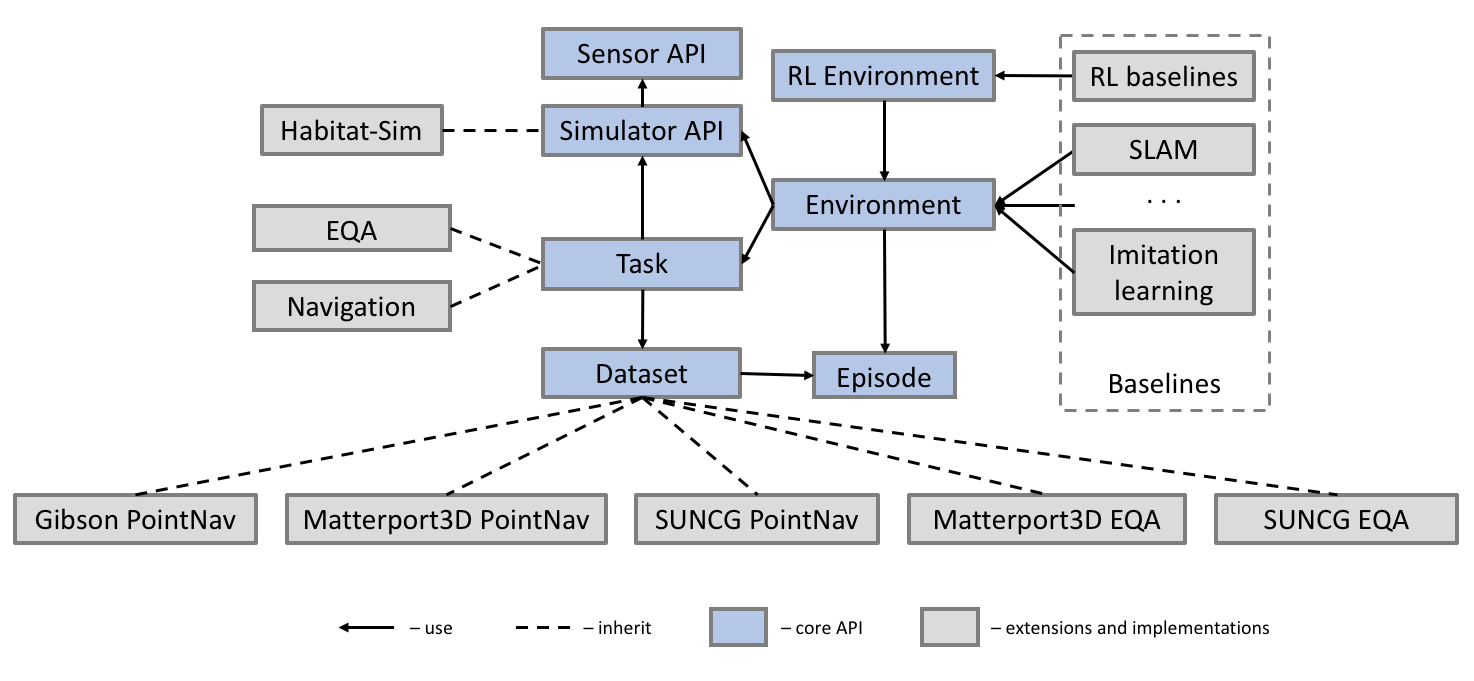 Sensor API
RL Environment
RL baselines
Habitat-Sim
Simulator API
SLAM
. . .
EQA
Environment
Task
Imitation
learning
Navigation
Dataset
Episode
Baselines
Gibson PointNav
Matterport3D PointNav
SUNCG PointNav
Matterport3D EQA
SUNCG EQA
– use
– inherit
– core API
– extensions and implementations